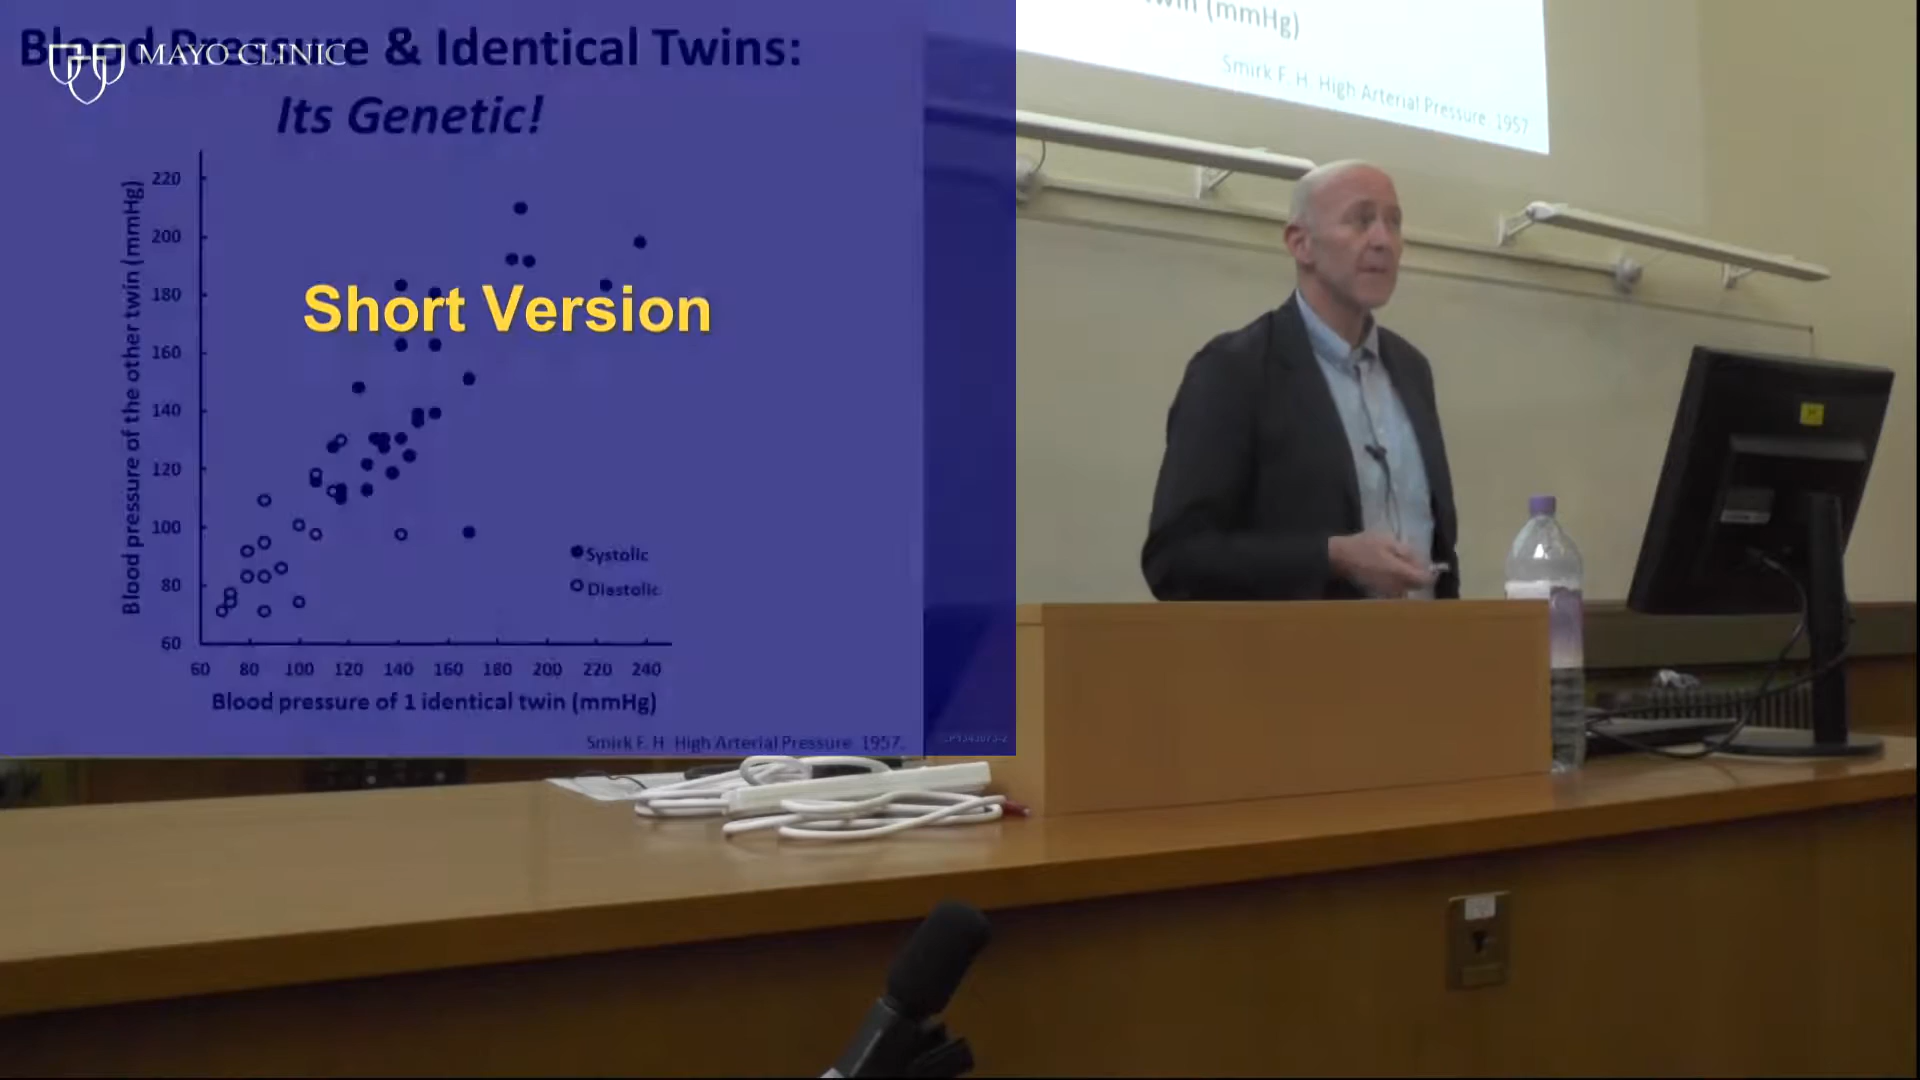 Blood Pressure & Identical Twins:
MAYO CLINIC
Its Genetic!
Short Version
Blood pressure of the other twin (mmHg)
220
200
180
160
140
120
100
80
60
60 80 100 120 140 160 180 200 220 240
Systolic
Diastolic
Blood pressure of 1 identical twin (mmHg)
Smirk F. H. High Arterial Pressure. 1957.
twin (mmHg)
Smirk F. H. High Arterial Pressure. 1957